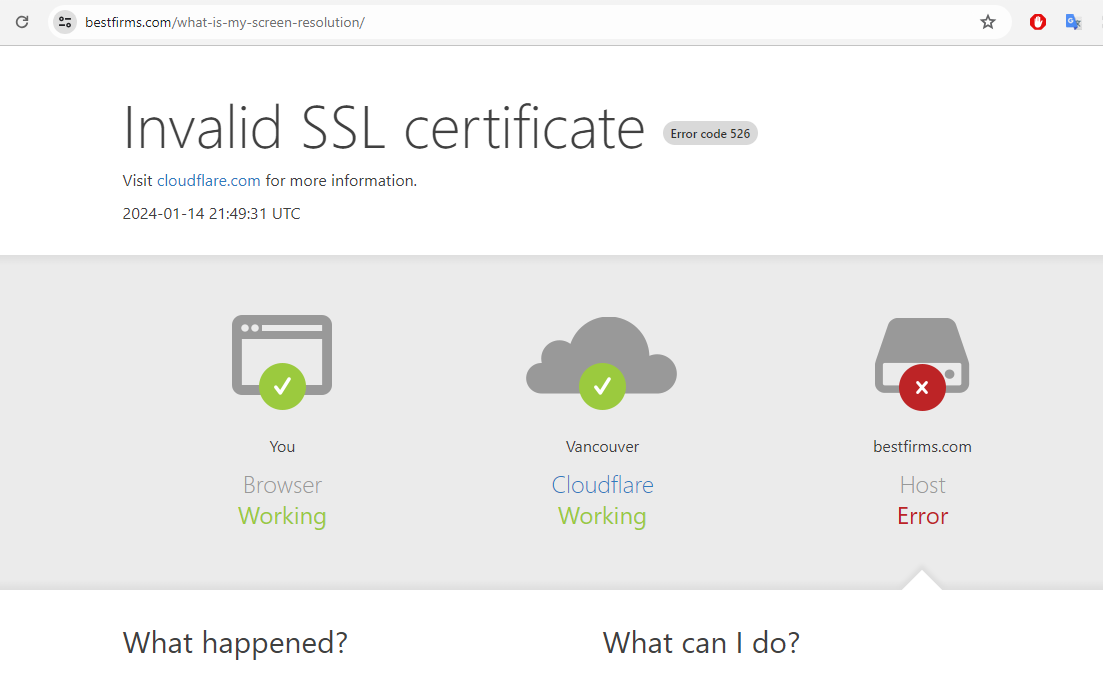 bestfirms.com/what-is-my-screen-resolution/
Invalid SSL certificate Error code 526
Visit cloudflare.com for more information.
2024-01-14 21:49:31 UTC
You
Browser
Working
Vancouver
Cloudflare
Working
bestfirms.com
Host
Error
What happened?
What can I do?